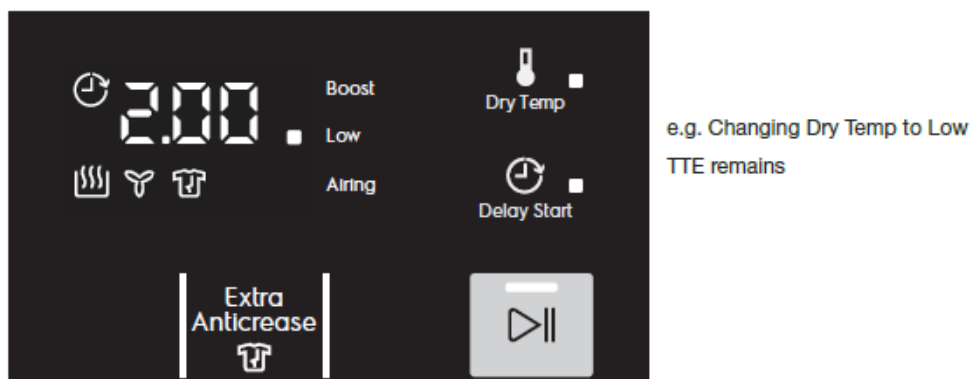 2.00
Boost
Dry Temp
Low
Airing
Delay Start
Extra
Anticrease
e.g. Changing Dry Temp to Low
TTE remains